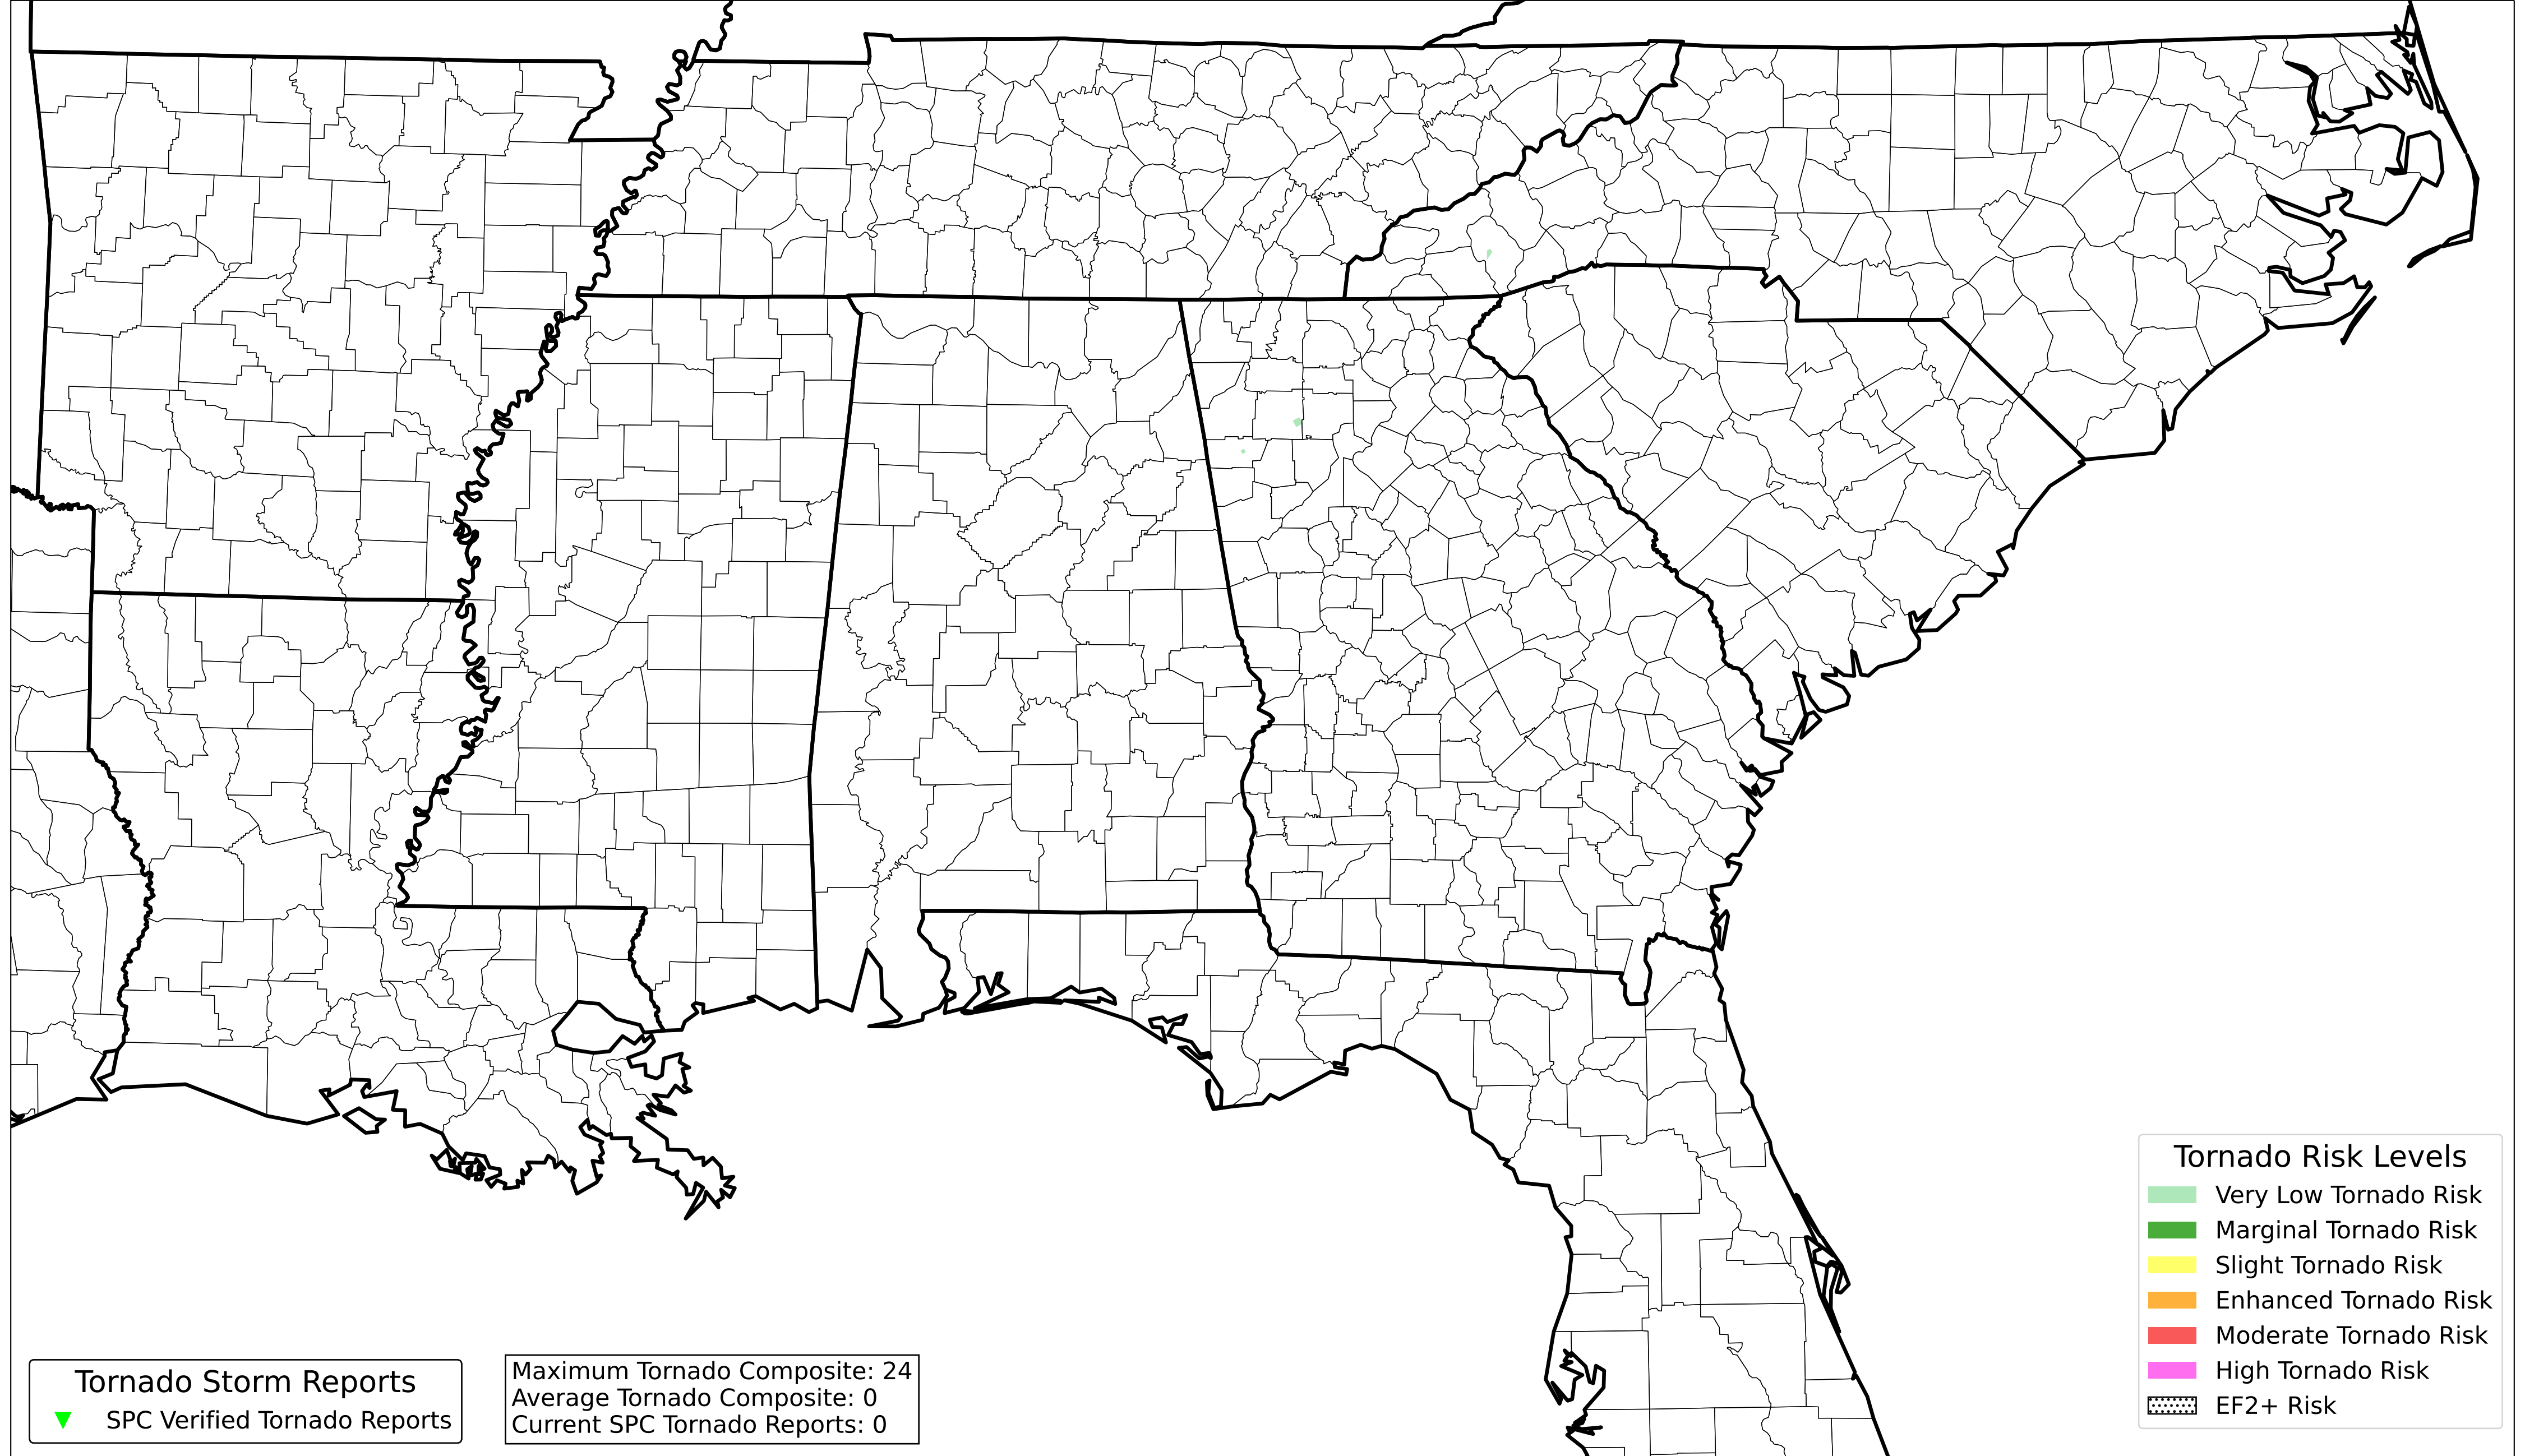 Tornado Risk Levels
Very Low Tornado Risk
Marginal Tornado Risk
Slight Tornado Risk
Enhanced Tornado Risk
Moderate Tornado Risk
High Tornado Risk
EF2+ Risk
Tornado Storm Reports
SPC Verified Tornado Reports
Maximum Tornado Composite: 24
Average Tornado Composite: 0
Current SPC Tornado Reports: 0